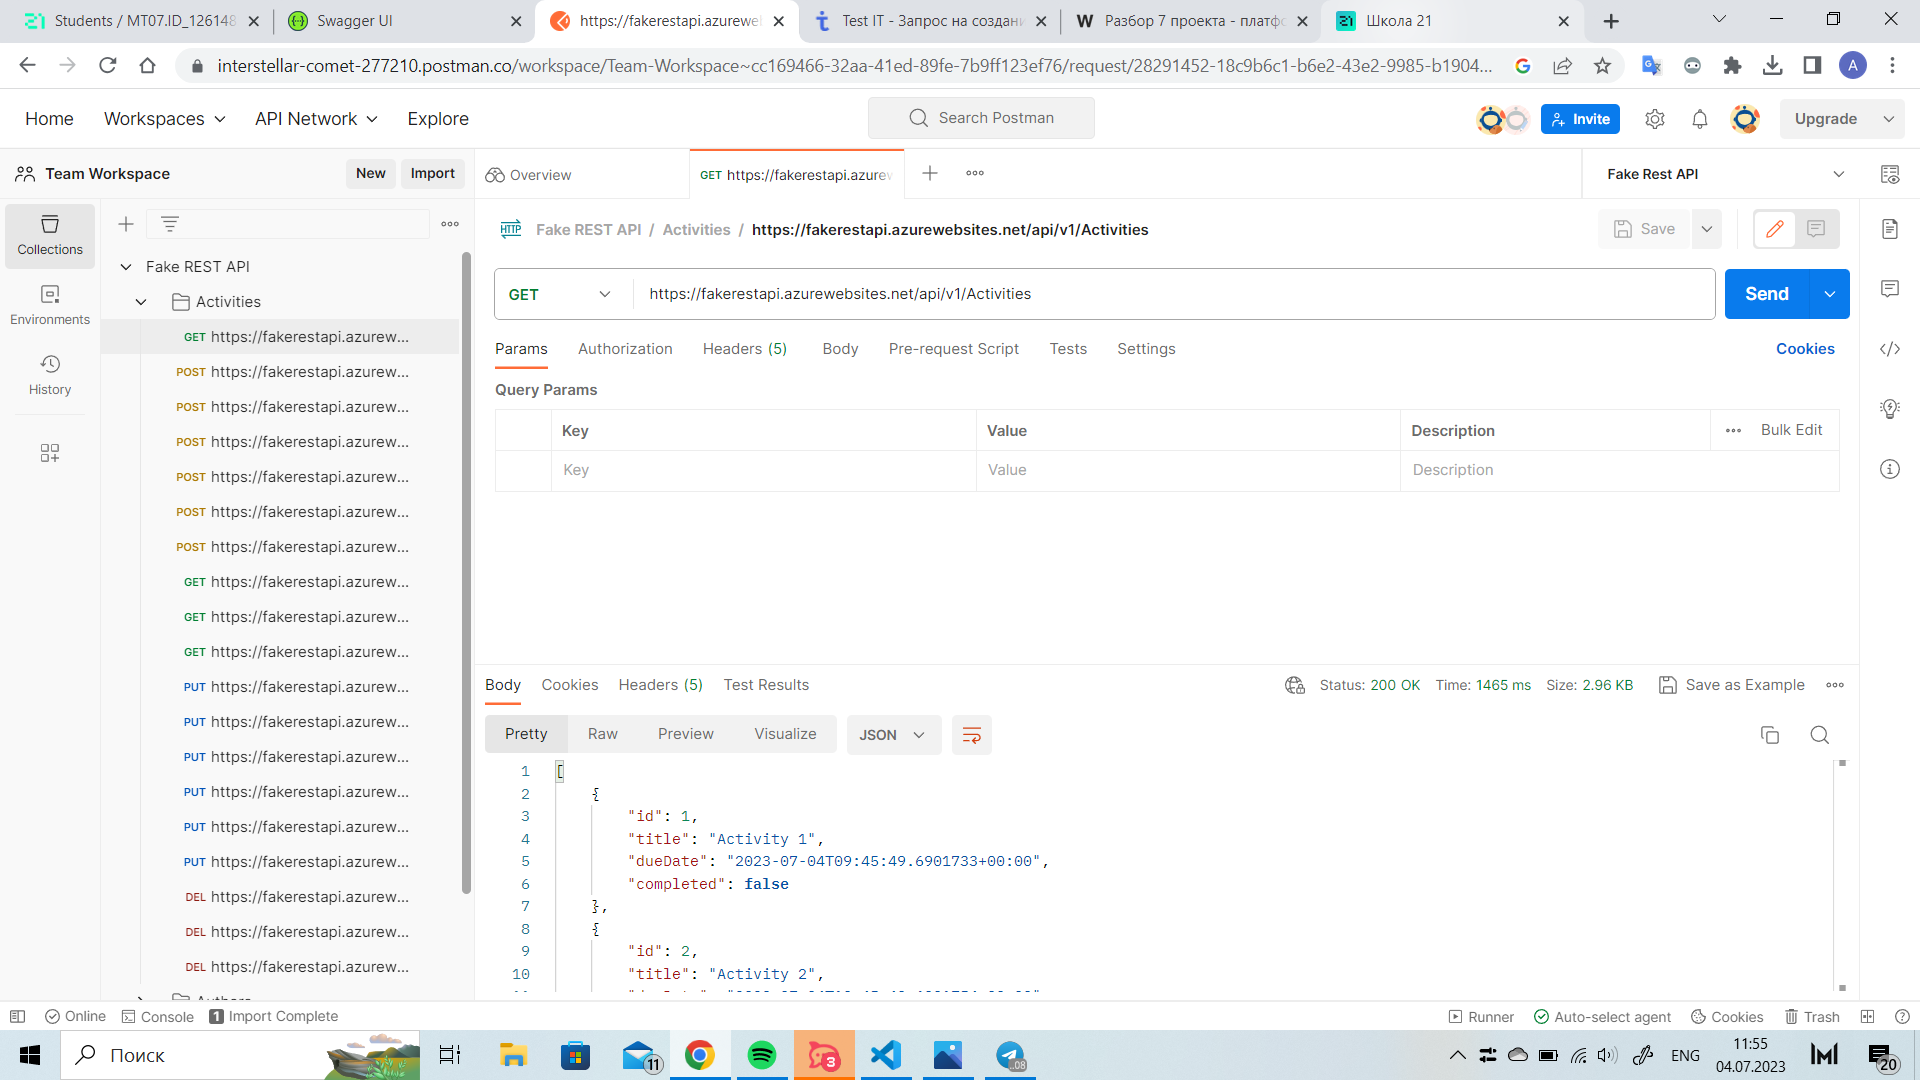 Students / MT07.ID_126148
Swagger UI
https://fakerestapi.azurewe
Test IT - Запрос на создани
Разбор 7 проекта - платфо
Школа 21
interstellar-comet-277210.postman.co/workspace/Team-Workspace~cc169466-32aa-41ed-89fe-7b9ff123ef76/request/28291452-18c9b6c1-b6e2-43e2-9985-b1904...
A
Home
Workspaces
API Network
Explore
Search Postman
Invite
Upgrade
Team Workspace
New
Import
Overview
GET https://fakerestapi.azurew
Fake Rest API
Collections
Environments
History
Fake REST API
Activities
GET https://fakerestapi.azurew...
POST https://fakerestapi.azurew...
POST https://fakerestapi.azurew...
POST https://fakerestapi.azurew...
POST https://fakerestapi.azurew...
POST https://fakerestapi.azurew...
POST https://fakerestapi.azurew...
GET https://fakerestapi.azurew...
GET https://fakerestapi.azurew...
GET https://fakerestapi.azurew...
PUT https://fakerestapi.azurew...
PUT https://fakerestapi.azurew...
PUT https://fakerestapi.azurew...
PUT https://fakerestapi.azurew...
PUT https://fakerestapi.azurew...
PUT https://fakerestapi.azurew...
DEL https://fakerestapi.azurew...
DEL https://fakerestapi.azurew...
DEL https://fakerestapi.azurew...
HTTP Fake REST API / Activities / https://fakerestapi.azurewebsites.net/api/v1/Activities
Save
GET
https://fakerestapi.azurewebsites.net/api/v1/Activities
Send
Params
Authorization
Headers (5)
Body
Pre-request Script
Tests
Settings
Cookies
Query Params
Key
Value
Description
Bulk Edit
Key
Value
Description
Body
Cookies
Headers (5)
Test Results
Status: 200 OK
Time: 1465 ms
Size: 2.96 KB
Save as Example
Pretty
Raw
Preview
Visualize
JSON
1 [
2 {
3 "id": 1,
4 "title": "Activity 1",
5 "dueDate": "2023-07-04T09:45:49.6901733+00:00",
6 "completed": false
7 },
8 {
9 "id": 2,
10 "title": "Activity 2",
Online
Console
1 Import Complete
Runner
Auto-select agent
Cookies
Trash
Поиск
11
3
..08
ENG
11:55
04.07.2023
20